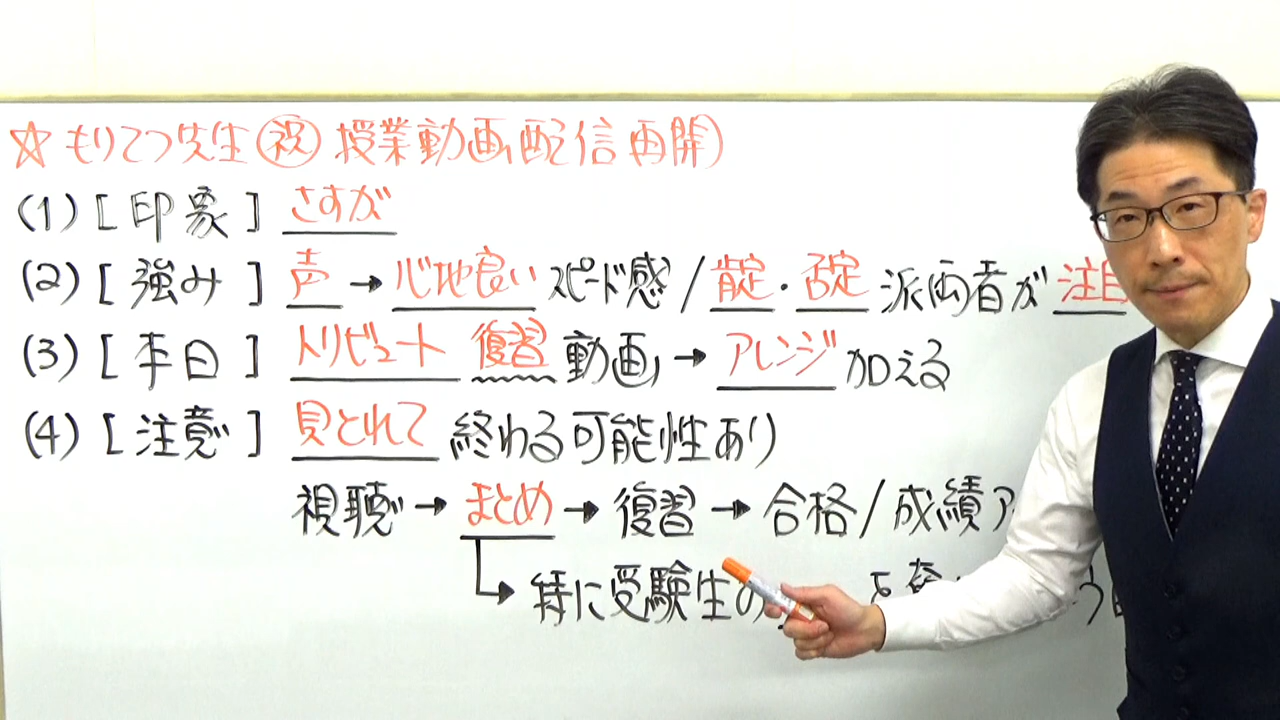 ☆もりてつ先生㊗授業動画配信再開
(1)[印象] さすが
(2)[強み] 声→心地良いスピード感/肯定・否定派両者が注目
(3)[本日] トリビュート復習動画→アレンジ加える
(4)[注意] 見とれて終わる可能性あり
視聴→まとめ→復習→合格/成績ア
特に受験生の